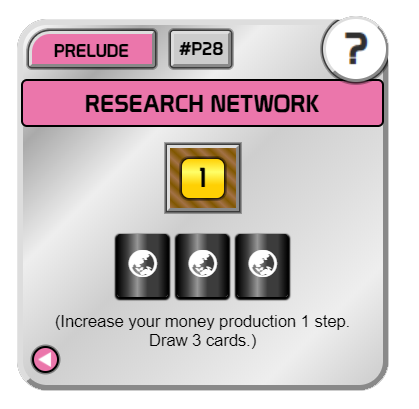 PRELUDE
#P28
?
RESEARCH NETWORK
1
(Increase your money production 1 step.
Draw 3 cards.)